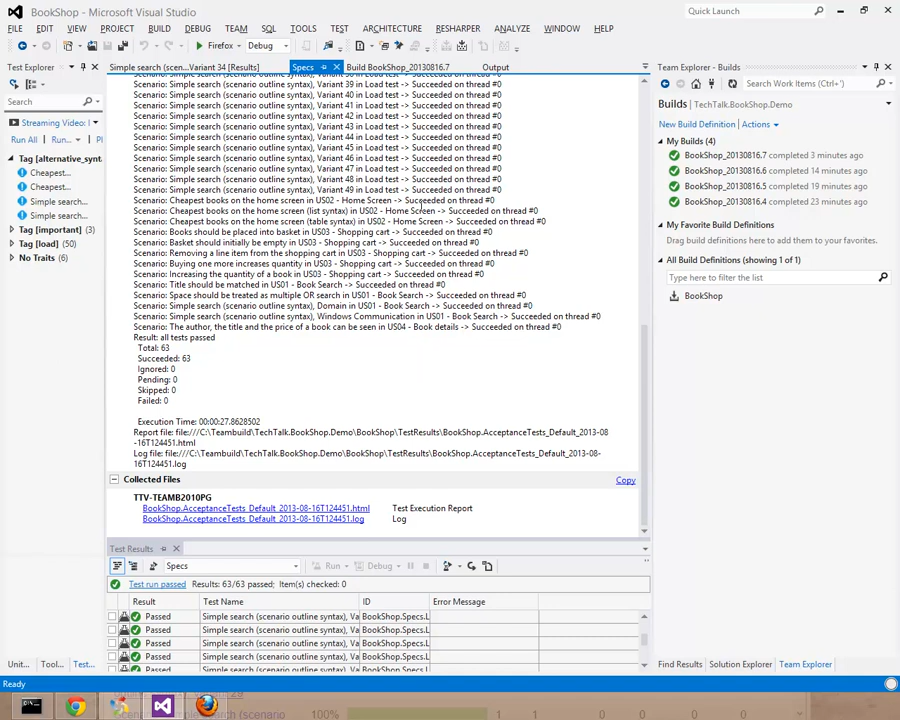 BookShop - Microsoft Visual Studio
Quick Launch
FILE EDIT VIEW PROJECT BUILD DEBUG TEAM SQL TOOLS TEST ARCHITECTURE RESHARPER ANALYZE WINDOW HELP
Firefox Debug
Test Explorer
Search
Streaming Video:
Run All Run...
Tag [alternative_synt
Cheapest...
Cheapest...
Simple search...
Simple search...
Tag [important] (3)
Tag [load] (50)
No Traits (6)
Simple search (scen...Variant 34 [Results] Specs Build BookShop_20130816.7 Output
Scenario: Simple search (scenario outline syntax), Variant 39 in Load test -> Succeeded on thread #0
Scenario: Simple search (scenario outline syntax), Variant 40 in Load test -> Succeeded on thread #0
Scenario: Simple search (scenario outline syntax), Variant 41 in Load test -> Succeeded on thread #0
Scenario: Simple search (scenario outline syntax), Variant 42 in Load test -> Succeeded on thread #0
Scenario: Simple search (scenario outline syntax), Variant 43 in Load test -> Succeeded on thread #0
Scenario: Simple search (scenario outline syntax), Variant 44 in Load test -> Succeeded on thread #0
Scenario: Simple search (scenario outline syntax), Variant 45 in Load test -> Succeeded on thread #0
Scenario: Simple search (scenario outline syntax), Variant 46 in Load test -> Succeeded on thread #0
Scenario: Simple search (scenario outline syntax), Variant 47 in Load test -> Succeeded on thread #0
Scenario: Simple search (scenario outline syntax), Variant 48 in Load test -> Succeeded on thread #0
Scenario: Simple search (scenario outline syntax), Variant 49 in Load test -> Succeeded on thread #0
Scenario: Cheapest books on the home screen in US02 - Home Screen -> Succeeded on thread #0
Scenario: Cheapest books on the home screen (list syntax) in US02 - Home Screen -> Succeeded on thread #0
Scenario: Cheapest books on the home screen (table syntax) in US02 - Home Screen -> Succeeded on thread #0
Scenario: Books should be placed into basket in US03 - Shopping cart -> Succeeded on thread #0
Scenario: Basket should initially be empty in US03 - Shopping cart -> Succeeded on thread #0
Scenario: Removing a line item from the shopping cart in US03 - Shopping cart -> Succeeded on thread #0
Scenario: Buying one more increases quantity in US03 - Shopping cart -> Succeeded on thread #0
Scenario: Increasing the quantity of a book in US03 - Shopping cart -> Succeeded on thread #0
Scenario: Title should be matched in US01 - Book Search -> Succeeded on thread #0
Scenario: Space should be treated as multiple OR search in US01 - Book Search -> Succeeded on thread #0
Scenario: Simple search (scenario outline syntax), Domain in US01 - Book Search -> Succeeded on thread #0
Scenario: Simple search (scenario outline syntax), Windows Communication in US01 - Book Search -> Succeeded on thread #0
Scenario: The author, the title and the price of a book can be seen in US04 - Book details -> Succeeded on thread #0
Result: all tests passed
Total: 63
Succeeded: 63
Ignored: 0
Pending: 0
Skipped: 0
Failed: 0
Execution Time: 00:00:27.8628502
Report file: file:///C:\Teambuild\TechTalk.BookShop.Demo\BookShop\TestResults\BookShop.AcceptanceTests_Default_2013-08
-16T124451.html
Log file: file:///C:\Teambuild\TechTalk.BookShop.Demo\BookShop\TestResults\BookShop.AcceptanceTests_Default_2013-08-
16T124451.log
Collected Files Copy
TTV-TEAMB2010PG
BookShop.AcceptanceTests_Default_2013-08-16T124451.html Test Execution Report
BookShop.AcceptanceTests_Default_2013-08-16T124451.log Log
Test Results
Specs Run Debug
Test run passed Results: 63/63 passed; Item(s) checked: 0
Result Test Name ID Error Message
Passed Simple search (scenario outline syntax), Va BookShop.Specs.L
Passed Simple search (scenario outline syntax), Va BookShop.Specs.L
Passed Simple search (scenario outline syntax), Va BookShop.Specs.L
Passed Simple search (scenario outline syntax), Va BookShop.Specs.L
Passed Simple search (scenario outline syntax), Va BookShop.Specs.L
Team Explorer - Builds
Search Work Items (Ctrl+')
Builds | TechTalk.BookShop.Demo
New Build Definition | Actions
My Builds (4)
BookShop_20130816.7 completed 3 minutes ago
BookShop_20130816.6 completed 14 minutes ago
BookShop_20130816.5 completed 19 minutes ago
BookShop_20130816.4 completed 23 minutes ago
My Favorite Build Definitions
Drag build definitions here to add them to your favorites.
All Build Definitions (showing 1 of 1)
Type here to filter the list
BookShop
Unit... Tool... Test...
Find Results Solution Explorer Team Explorer
Ready